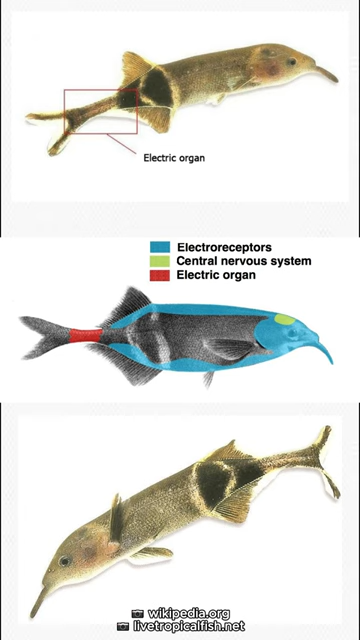 Electric organ
Electroreceptors
Central nervous system
Electric organ
wikipedia.org
livetropicalfish.net